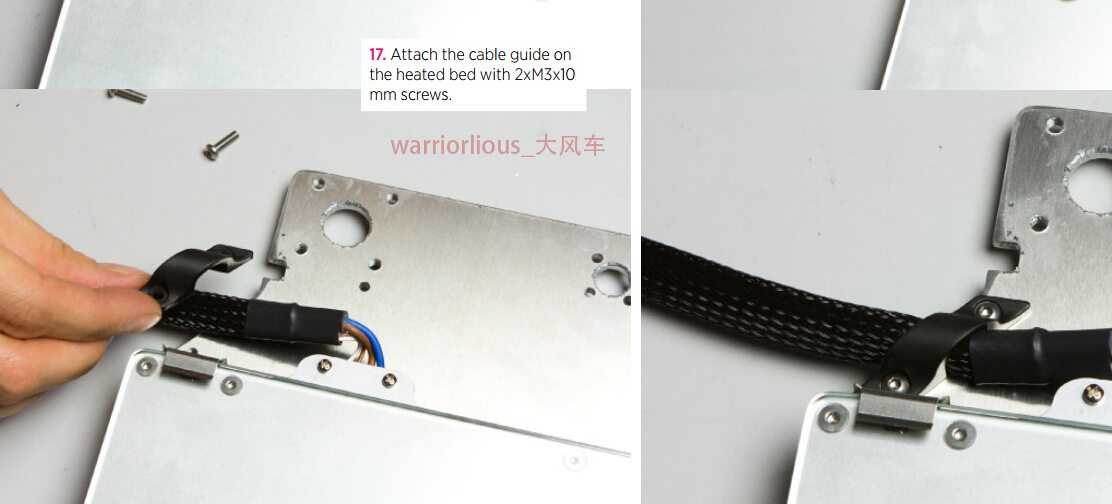 17. Attach the cable guide on
the heated bed with 2xM3x10
mm screws.
warriorlious_大风车